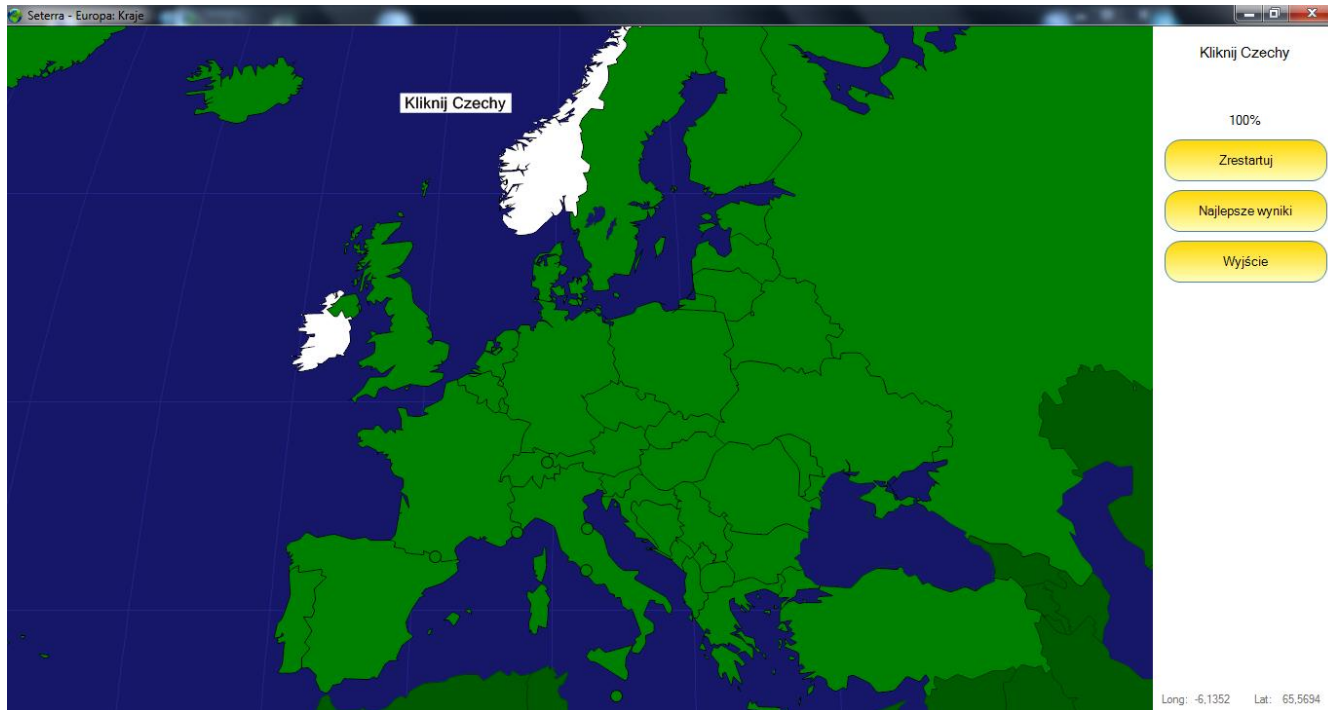 Seterra - Europa: Kraje
Kliknij Czechy
Kliknij Czechy
100%
Zrestartuj
Najlepsze wyniki
Wyjście
Long: -6,1352 Lat: 65,5694